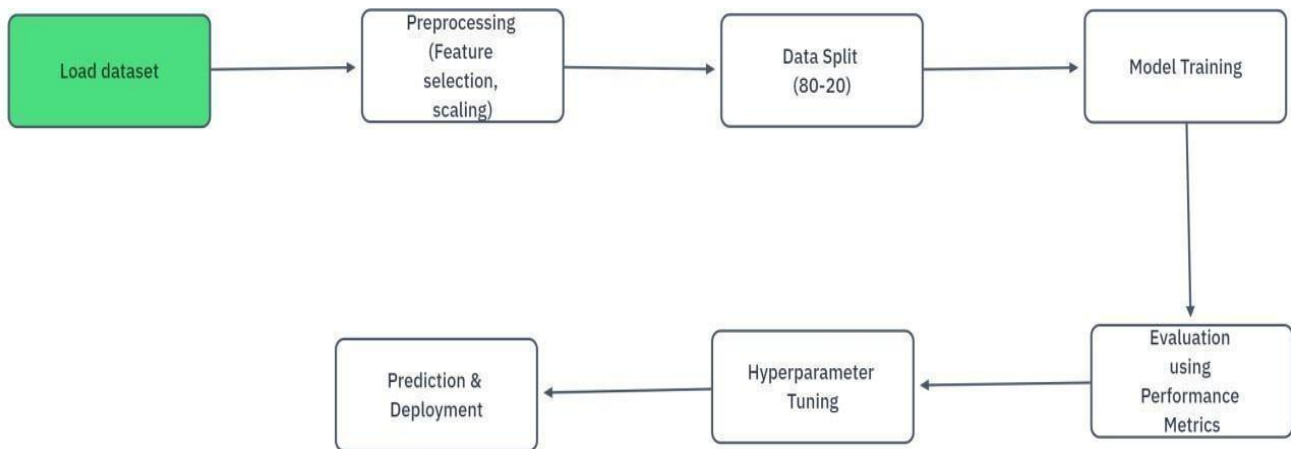 Load dataset
Preprocessing
(Feature
selection,
scaling)
Data Split
(80-20)
Model Training
Evaluation
using
Performance
Metrics
Hyperparameter
Tuning
Prediction &
Deployment